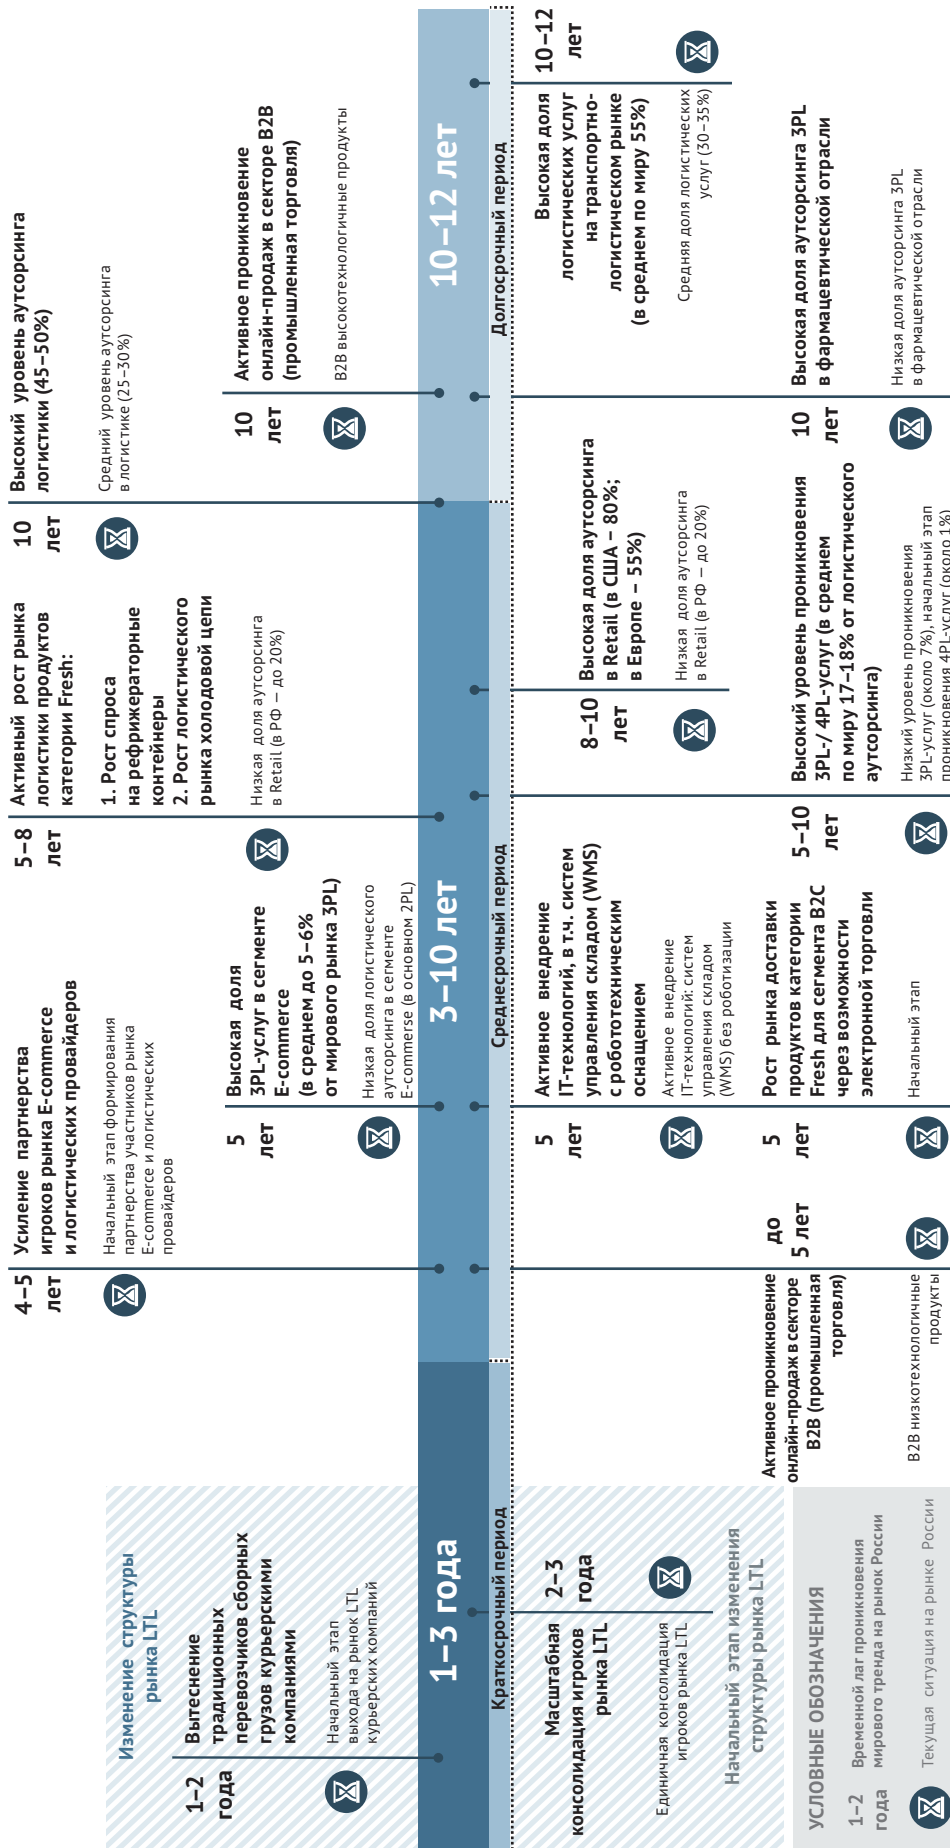 Изменение структуры
рынка LTL
1–2
года
Вытеснение
традиционных
перевозчиков сборных
грузов курьерскими
компаниями
Начальный этап
выхода на рынок LTL
курьерских компаний
4–5
лет
Усиление партнерства
игроков рынка E-commerce
и логистических провайдеров
Начальный этап формирования
партнерства участников рынка
E-commerce и логистических
провайдеров
5
лет
Высокая доля
3PL-услуг в сегменте
E-commerce
(в среднем до 5–6%
от мирового рынка 3PL)
Низкая доля логистического
аутсорсинга в сегменте
E-commerse (в основном 2PL)
5–8
лет
Активный рост рынка
логистики продуктов
категории Fresh:
1. Рост спроса
на рефрижераторные
контейнеры
2. Рост логистического
рынка холодовой цепи
Низкая доля аутсорсинга
в Retail (в РФ – до 20%)
10
лет
Высокий уровень аутсорсинга
логистики (45–50%)
Средний уровень аутсорсинга
в логистике (25–30%)
10
лет
Активное проникновение
онлайн-продаж в секторе B2B
(промышленная торговля)
B2B высокотехнологичные продукты
1–3 года
3–10 лет
10–12 лет
Краткосрочный период
Среднесрочный период
Долгосрочный период
2–3
года
Масштабная
консолидация игроков
рынка LTL
Единичная консолидация
игроков рынка LTL
Начальный этап изменения
структуры рынка LTL
до
5 лет
Активное проникновение
онлайн-продаж в секторе
B2B (промышленная
торговля)
B2B низкотехнологичные
продукты
5
лет
Активное внедрение
IT-технологий, в т.ч. систем
управления складом (WMS)
с робототехническим
оснащением
Активное внедрение
IT-технологий: систем
управления складом
(WMS) без роботизации
5
лет
Рост рынка доставки
продуктов категории
Fresh для сегмента B2C
через возможности
электронной торговли
Начальный этап
8–10
лет
Высокая доля аутсорсинга
в Retail (в США – 80%;
в Европе – 55%)
Низкая доля аутсорсинга
в Retail (в РФ – до 20%)
5–10
лет
Высокий уровень проникновения
3PL-/ 4PL-услуг (в среднем
по миру 17–18% от логистического
аутсорсинга)
Низкий уровень проникновения
3PL-услуг (около 7%), начальный этап
проникновения 4PL-услуг (около 1%)
10–12
лет
Высокая доля
логистических услуг
на транспортно-
логистическом рынке
(в среднем по миру 55%)
Средняя доля логистических
услуг (30–35%)
10
лет
Высокая доля аутсорсинга 3PL
в фармацевтической отрасли
Низкая доля аутсорсинга 3PL
в фармацевтической отрасли
УСЛОВНЫЕ ОБОЗНАЧЕНИЯ
1–2
года
Временной лаг проникновения
мирового тренда на рынок России
Текущая ситуация на рынке России